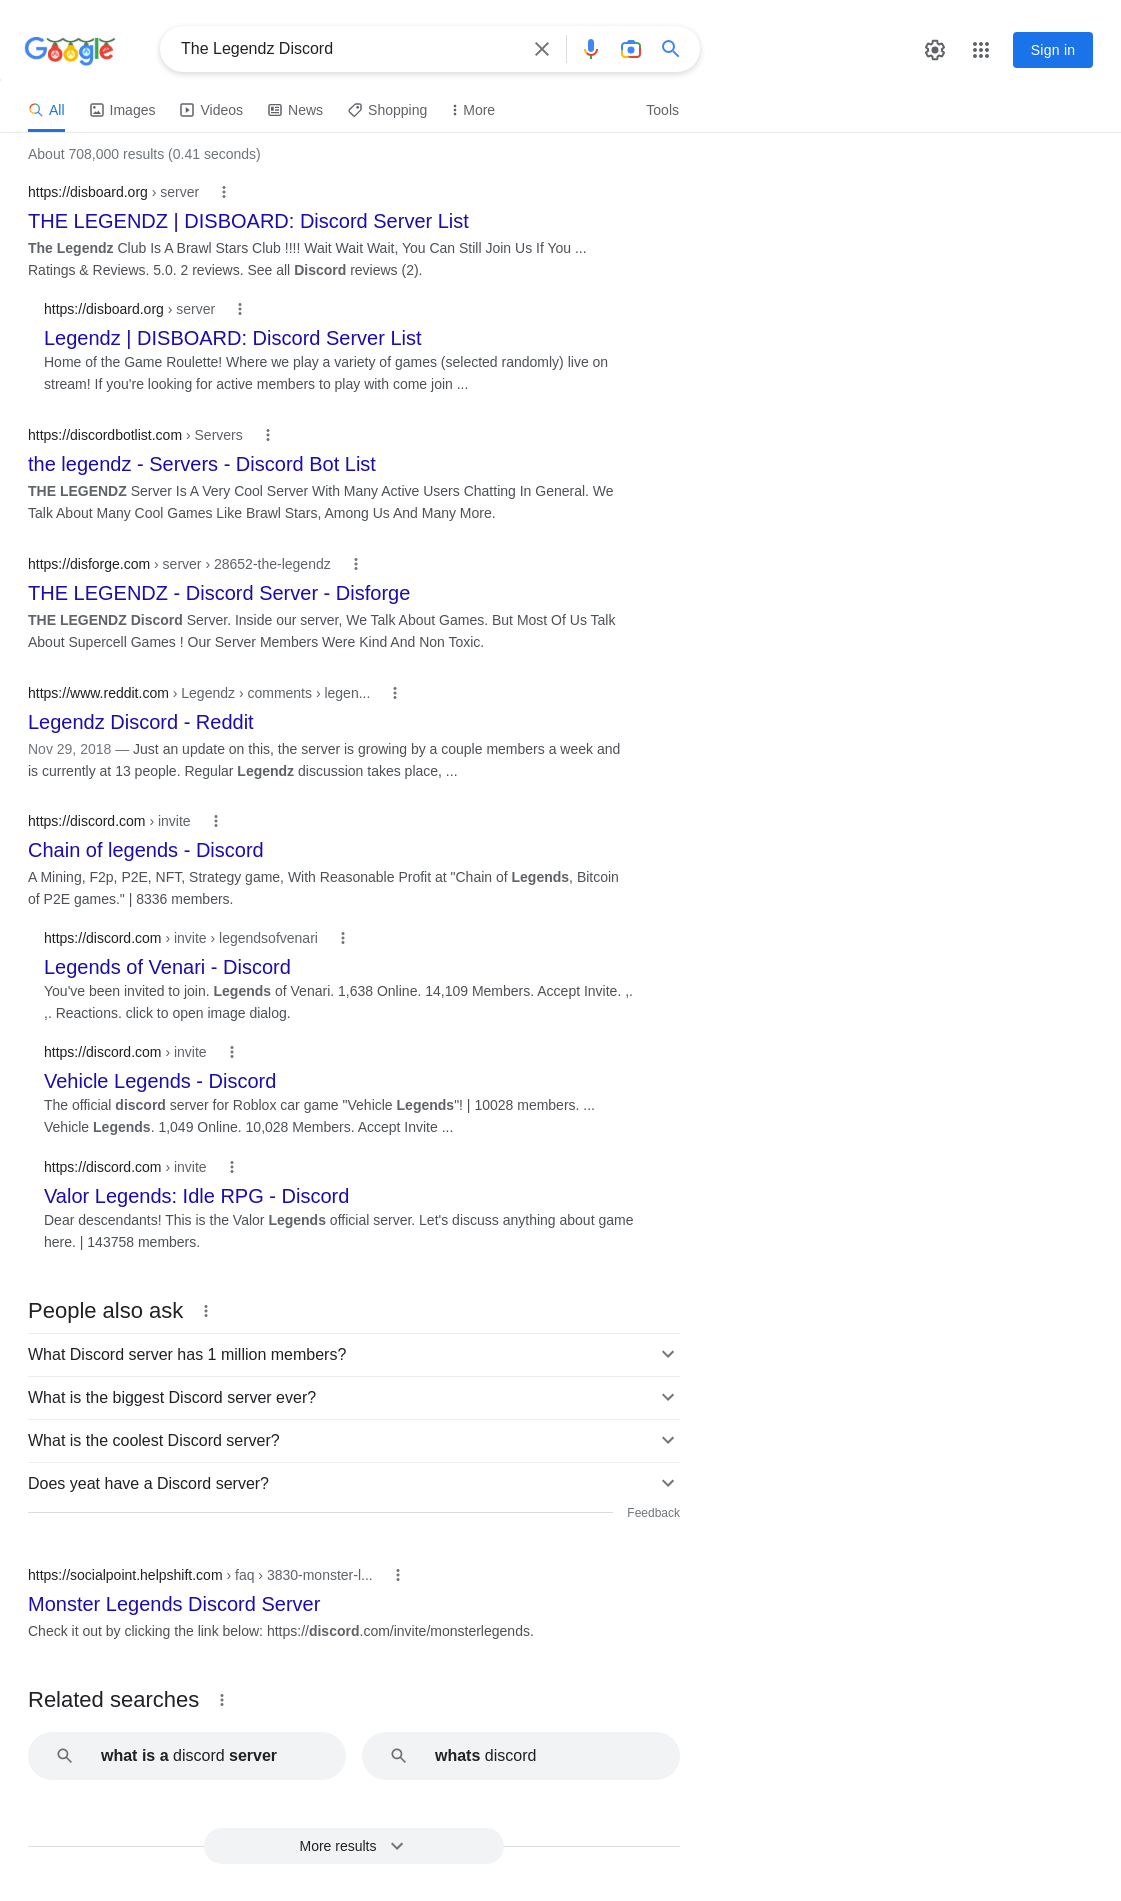 Google
The Legendz Discord
Sign in
All
Images
Videos
News
Shopping
More
Tools
About 708,000 results (0.41 seconds)
https://disboard.org › server
THE LEGENDZ | DISBOARD: Discord Server List
The Legendz Club Is A Brawl Stars Club !!!! Wait Wait Wait, You Can Still Join Us If You ...
Ratings & Reviews. 5.0. 2 reviews. See all Discord reviews (2).
https://disboard.org › server
Legendz | DISBOARD: Discord Server List
Home of the Game Roulette! Where we play a variety of games (selected randomly) live on
stream! If you're looking for active members to play with come join ...
https://discordbotlist.com › Servers
the legendz - Servers - Discord Bot List
THE LEGENDZ Server Is A Very Cool Server With Many Active Users Chatting In General. We
Talk About Many Cool Games Like Brawl Stars, Among Us And Many More.
https://disforge.com › server › 28652-the-legendz
THE LEGENDZ - Discord Server - Disforge
THE LEGENDZ Discord Server. Inside our server, We Talk About Games. But Most Of Us Talk
About Supercell Games ! Our Server Members Were Kind And Non Toxic.
https://www.reddit.com › Legendz › comments › legen...
Legendz Discord - Reddit
Nov 29, 2018 — Just an update on this, the server is growing by a couple members a week and
is currently at 13 people. Regular Legendz discussion takes place, ...
https://discord.com › invite
Chain of legends - Discord
A Mining, F2p, P2E, NFT, Strategy game, With Reasonable Profit at "Chain of Legends, Bitcoin
of P2E games." | 8336 members.
https://discord.com › invite › legendsofvenari
Legends of Venari - Discord
You've been invited to join. Legends of Venari. 1,638 Online. 14,109 Members. Accept Invite. ,.
,. Reactions. click to open image dialog.
https://discord.com › invite
Vehicle Legends - Discord
The official discord server for Roblox car game "Vehicle Legends"! | 10028 members. ...
Vehicle Legends. 1,049 Online. 10,028 Members. Accept Invite ...
https://discord.com › invite
Valor Legends: Idle RPG - Discord
Dear descendants! This is the Valor Legends official server. Let's discuss anything about game
here. | 143758 members.
People also ask
What Discord server has 1 million members?
What is the biggest Discord server ever?
What is the coolest Discord server?
Does yeat have a Discord server?
Feedback
https://socialpoint.helpshift.com › faq › 3830-monster-l...
Monster Legends Discord Server
Check it out by clicking the link below: https://discord.com/invite/monsterlegends.
Related searches
what is a discord server
whats discord
More results